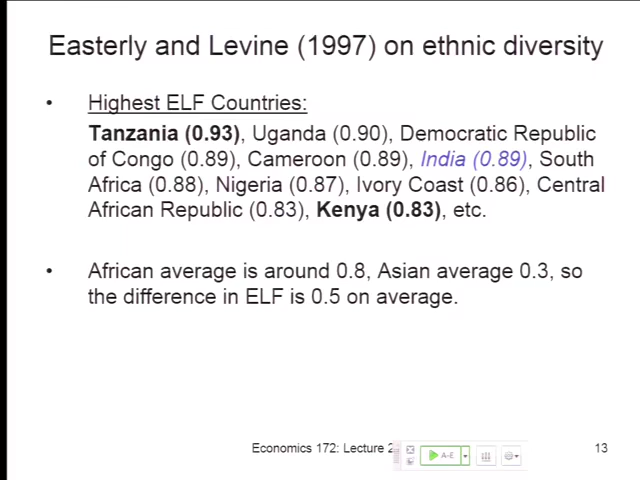 Easterly and Levine (1997) on ethnic diversity
• Highest ELF Countries:
Tanzania (0.93), Uganda (0.90), Democratic Republic
of Congo (0.89), Cameroon (0.89), India (0.89), South
Africa (0.88), Nigeria (0.87), Ivory Coast (0.86), Central
African Republic (0.83), Kenya (0.83), etc.
• African average is around 0.8, Asian average 0.3, so
the difference in ELF is 0.5 on average.
Economics 172: Lecture 2
A-E
13